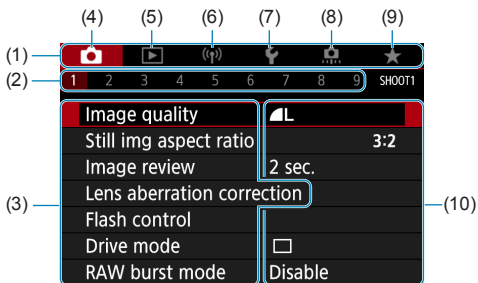 (4) (5) (6) (7) (8) (9)
(1)
(2) 1 2 3 4 5 6 7 8 9 SHOOT1
Image quality L
Still img aspect ratio 3:2
Image review 2 sec.
(3) Lens aberration correction (10)
Flash control
Drive mode
RAW burst mode Disable